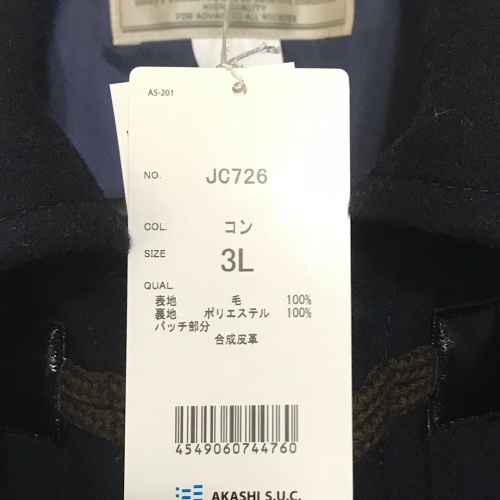 HIGH QUALITY
AS-201
NO. JC726
COL. コン
SIZE 3L
QUAL.
表地 毛 100%
裏地 ポリエステル 100%
パッチ部分
合成皮革
4549060744760
AKASHI S.U.C.